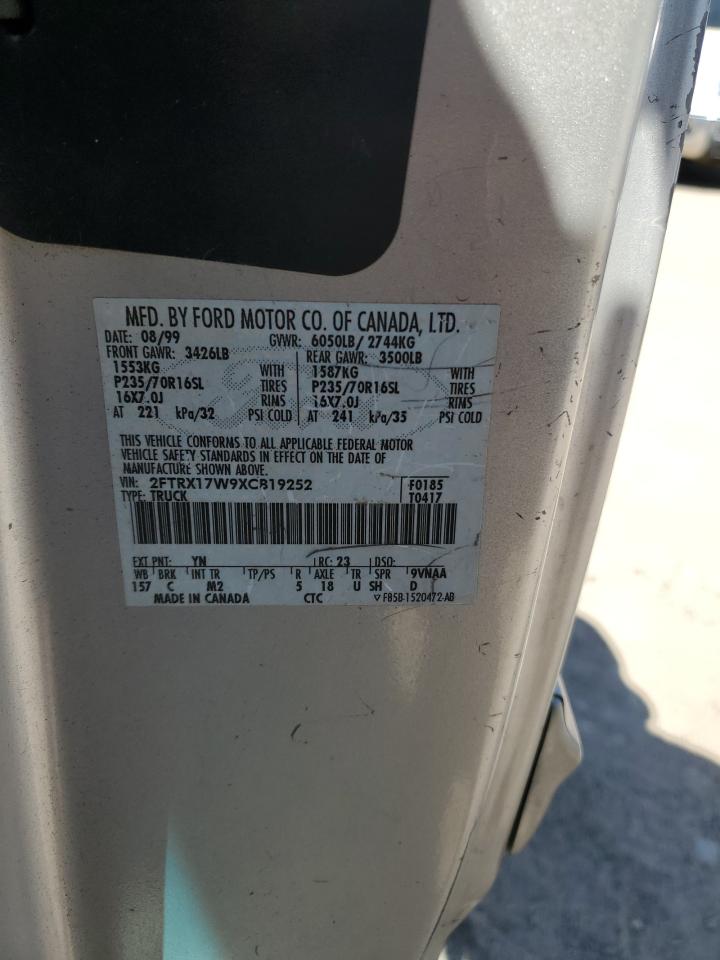 MFD. BY FORD MOTOR CO. OF CANADA, LTD.
DATE: 08/99 GVWR: 6050LB/ 2744KG
FRONT GAWR: 3426LB REAR GAWR: 3500LB
1553KG WITH 1587KG WITH
P235/70R16SL TIRES P235/70R16SL TIRES
16X7.0J RIMS 16X7.0J RIMS
AT 221 kPa/32 PSI COLD AT 241 kPa/35 PSI COLD
THIS VEHICLE CONFORMS TO ALL APPLICABLE FEDERAL MOTOR
VEHICLE SAFETY STANDARDS IN EFFECT ON THE DATE OF
MANUFACTURE SHOWN ABOVE.
VIN: 2FTRX17W9XCB19252 F0185
TYPE: TRUCK T0417
EXT PNT: YN RC: 23 DSO:
WB BRK INT TR TP/PS R AXLE TR SPR 9VNAA
157 C M2 5 18 U SH D
MADE IN CANADA CTC ▽ F85B-1520472-AB